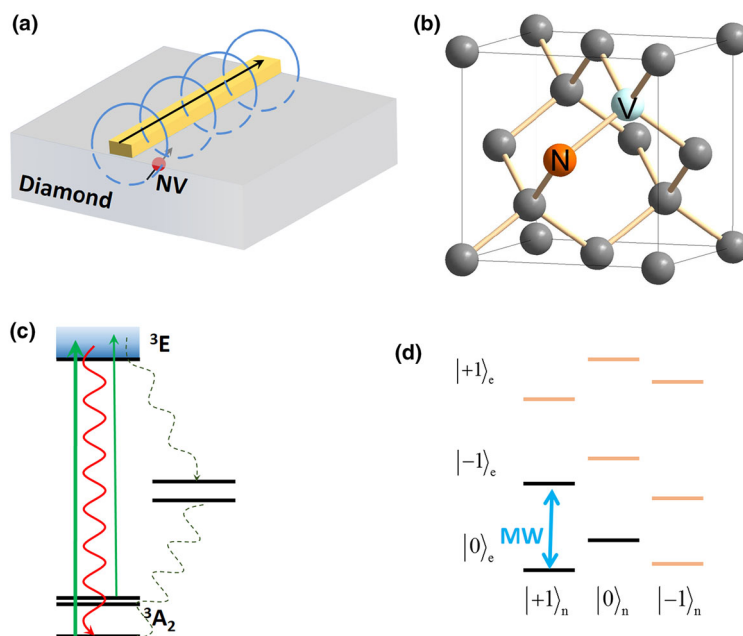 (a)
Diamond
NV
(b)
V
N
(c)
³E
³A₂
(d)
|+1⟩ₑ
|−1⟩ₑ
MW
|0⟩ₑ
|+1⟩ₙ |0⟩ₙ |−1⟩ₙ